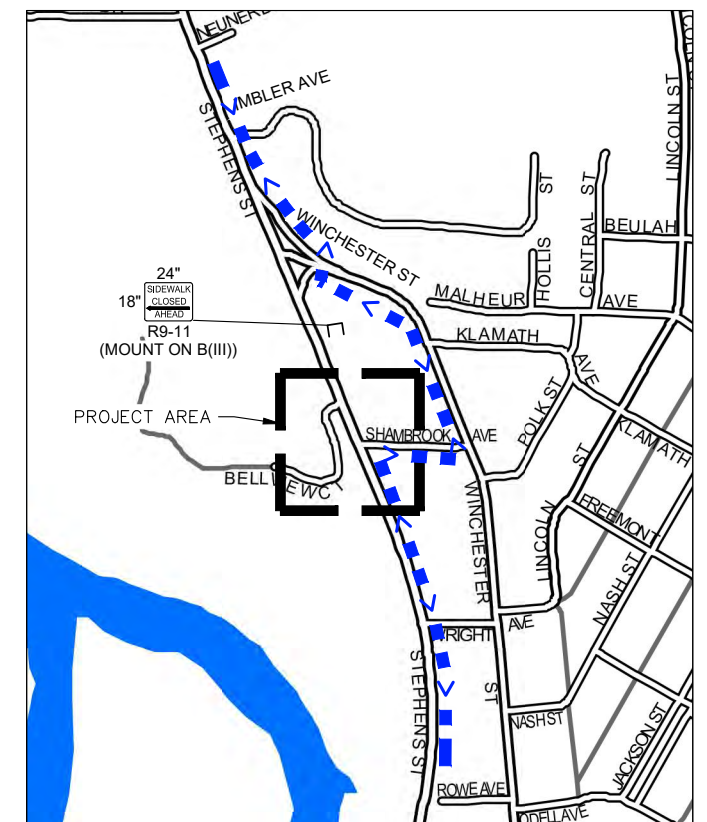 IMBLER AVE
STEPHENS ST
LINCOLN ST
WINCHESTER ST
HOLLIS
ST
CENTRAL ST
BEULAH
24"
18"
SIDEWALK
CLOSED
AHEAD
R9-11
(MOUNT ON B(III))
MALHEUR
AVE
KLAMATH
AVE
POLK ST
KLAMATH
PROJECT AREA
SHAMBROOK
AVE
BELLVIEW CT
WINCHESTER
ST
LINCOLN
ST
FREEMONT
NASH ST
WRIGHT
AVE
STEPHENS ST
NASH ST
JACKSON ST
ROWE AVE
ODELL AVE